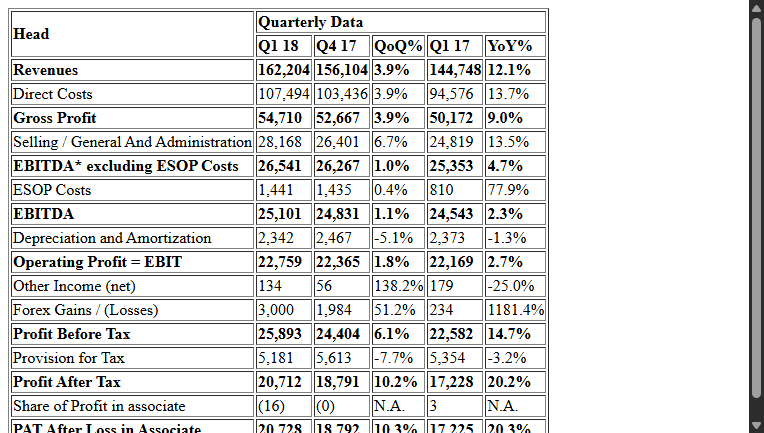 Head Quarterly Data
Q1 18 Q4 17 QoQ% Q1 17 YoY%
Revenues 162,204 156,104 3.9% 144,748 12.1%
Direct Costs 107,494 103,436 3.9% 94,576 13.7%
Gross Profit 54,710 52,667 3.9% 50,172 9.0%
Selling / General And Administration 28,168 26,401 6.7% 24,819 13.5%
EBITDA* excluding ESOP Costs 26,541 26,267 1.0% 25,353 4.7%
ESOP Costs 1,441 1,435 0.4% 810 77.9%
EBITDA 25,101 24,831 1.1% 24,543 2.3%
Depreciation and Amortization 2,342 2,467 -5.1% 2,373 -1.3%
Operating Profit = EBIT 22,759 22,365 1.8% 22,169 2.7%
Other Income (net) 134 56 138.2% 179 -25.0%
Forex Gains / (Losses) 3,000 1,984 51.2% 234 1181.4%
Profit Before Tax 25,893 24,404 6.1% 22,582 14.7%
Provision for Tax 5,181 5,613 -7.7% 5,354 -3.2%
Profit After Tax 20,712 18,791 10.2% 17,228 20.2%
Share of Profit in associate (16) (0) N.A. 3 N.A.
PAT After Loss in Associate 20,728 18,792 10.3% 17,225 20.3%